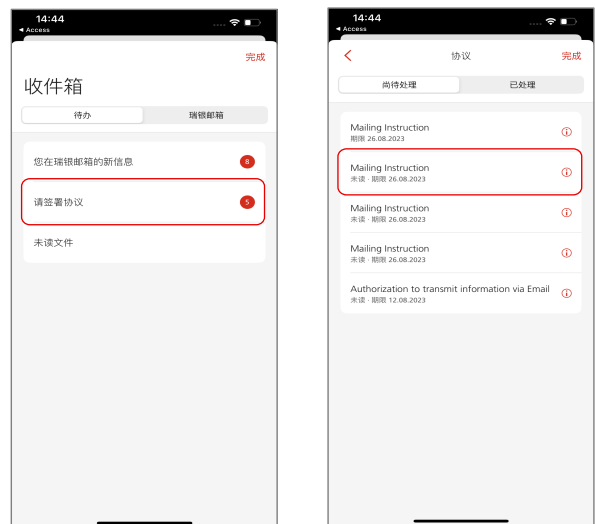 14:44
◀ Access
完成
收件箱
待办
瑞银邮箱
您在瑞银邮箱的新信息
8
请签署协议
5
未读文件
14:44
◀ Access
协议
完成
尚待处理
已处理
Mailing Instruction
期限 26.08.2023
Mailing Instruction
未读 · 期限 26.08.2023
Mailing Instruction
未读 · 期限 26.08.2023
Mailing Instruction
未读 · 期限 26.08.2023
Authorization to transmit information via Email
未读 · 期限 12.08.2023